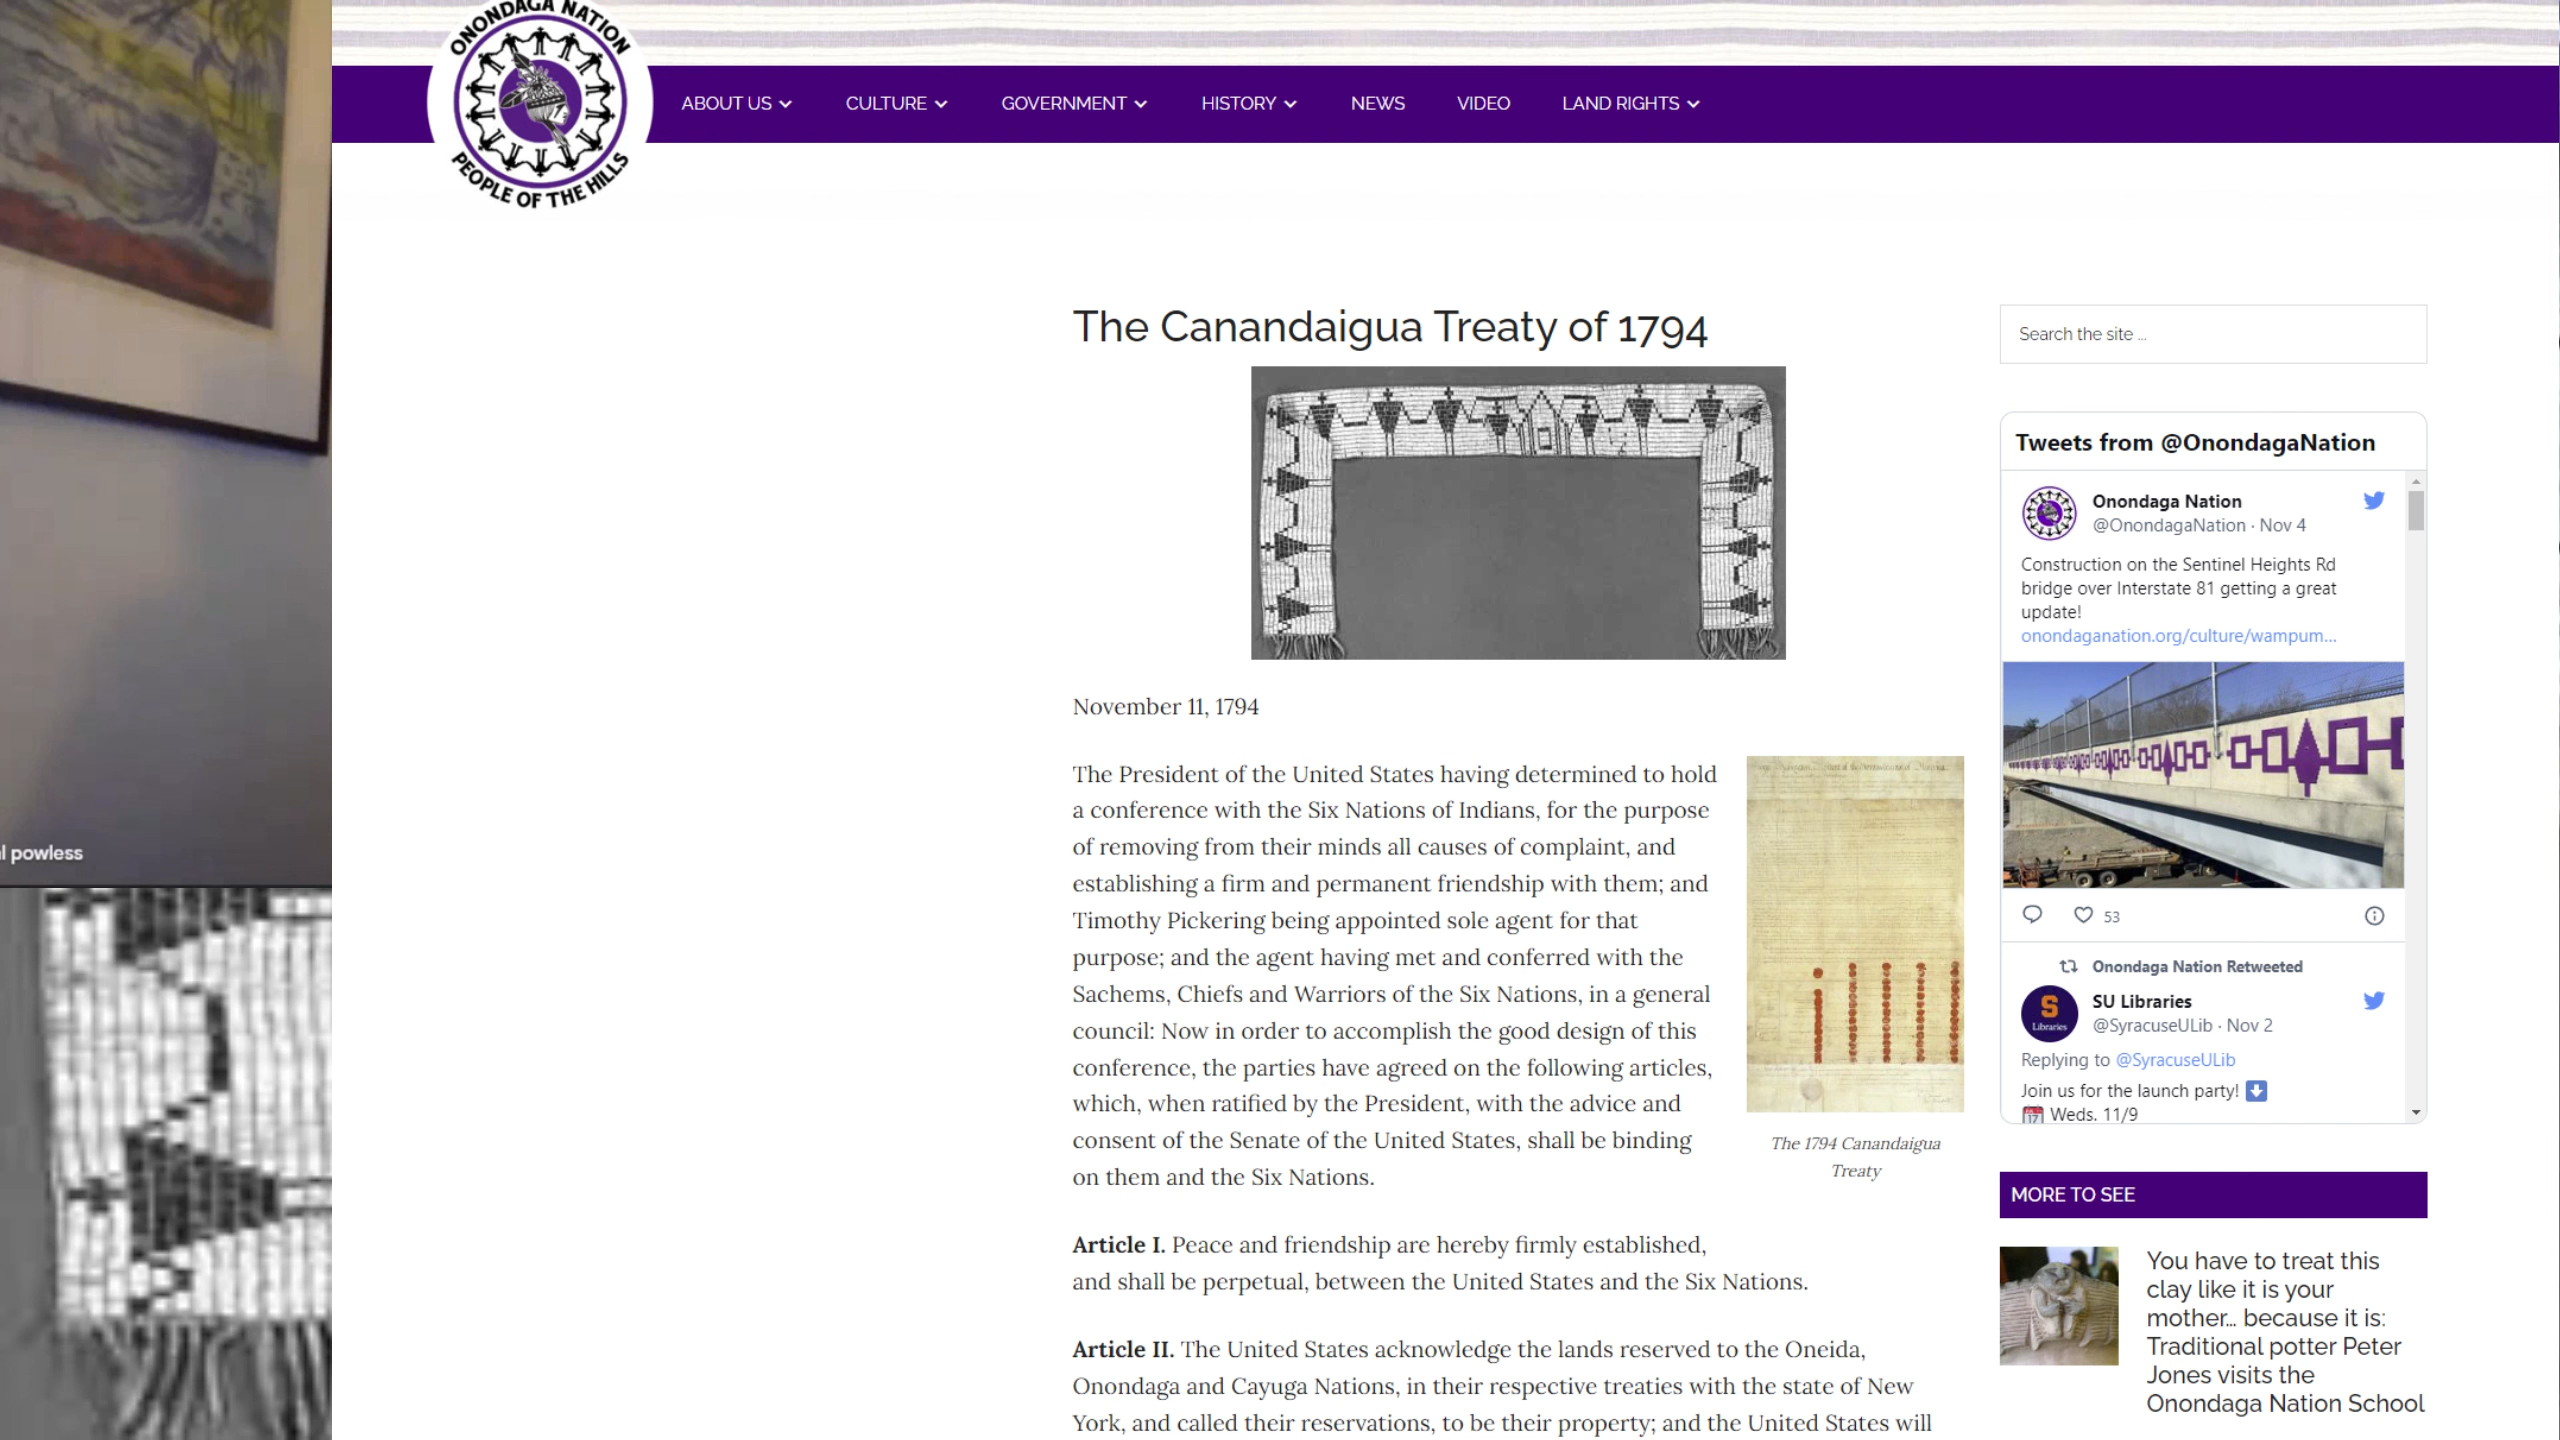 ONONDAGA NATION
PEOPLE OF THE HILLS
ABOUT US
CULTURE
GOVERNMENT
HISTORY
NEWS
VIDEO
LAND RIGHTS
powless
The Canandaigua Treaty of 1794
November 11, 1794
The President of the United States having determined to hold
a conference with the Six Nations of Indians, for the purpose
of removing from their minds all causes of complaint, and
establishing a firm and permanent friendship with them; and
Timothy Pickering being appointed sole agent for that
purpose; and the agent having met and conferred with the
Sachems, Chiefs and Warriors of the Six Nations, in a general
council: Now in order to accomplish the good design of this
conference, the parties have agreed on the following articles,
which, when ratified by the President, with the advice and
consent of the Senate of the United States, shall be binding
on them and the Six Nations.
The 1794 Canandaigua
Treaty
Article I. Peace and friendship are hereby firmly established,
and shall be perpetual, between the United States and the Six Nations.
Article II. The United States acknowledge the lands reserved to the Oneida,
Onondaga and Cayuga Nations, in their respective treaties with the state of New
York, and called their reservations, to be their property; and the United States will
Search the site ...
Tweets from @OnondagaNation
Onondaga Nation
@OnondagaNation · Nov 4
Construction on the Sentinel Heights Rd
bridge over Interstate 81 getting a great
update!
onondaganation.org/culture/wampum...
53
Onondaga Nation Retweeted
S
Libraries
SU Libraries
@SyracuseULib · Nov 2
Replying to @SyracuseULib
Join us for the launch party! ⬇️
17 Weds. 11/9
MORE TO SEE
You have to treat this
clay like it is your
mother... because it is:
Traditional potter Peter
Jones visits the
Onondaga Nation School